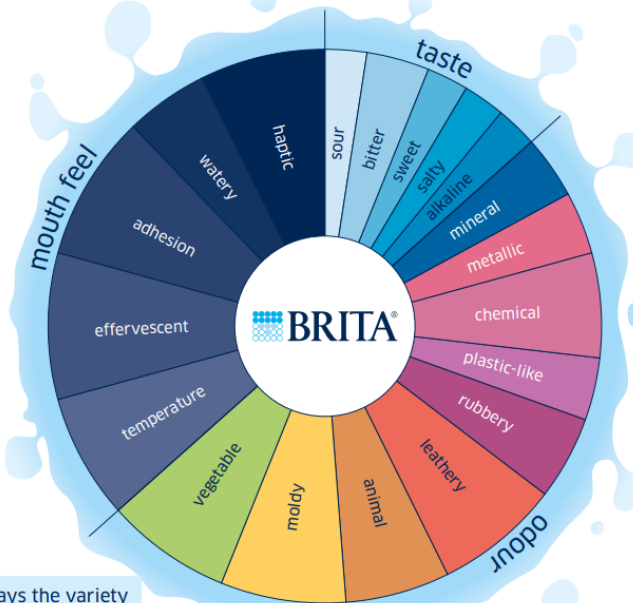 taste
sour
bitter
sweet
salty
alkaline
mineral
metallic
chemical
plastic-like
rubbery
odour
leathery
animal
moldy
vegetable
temperature
effervescent
adhesion
watery
haptic
mouth feel
BRITA®
ays the variety